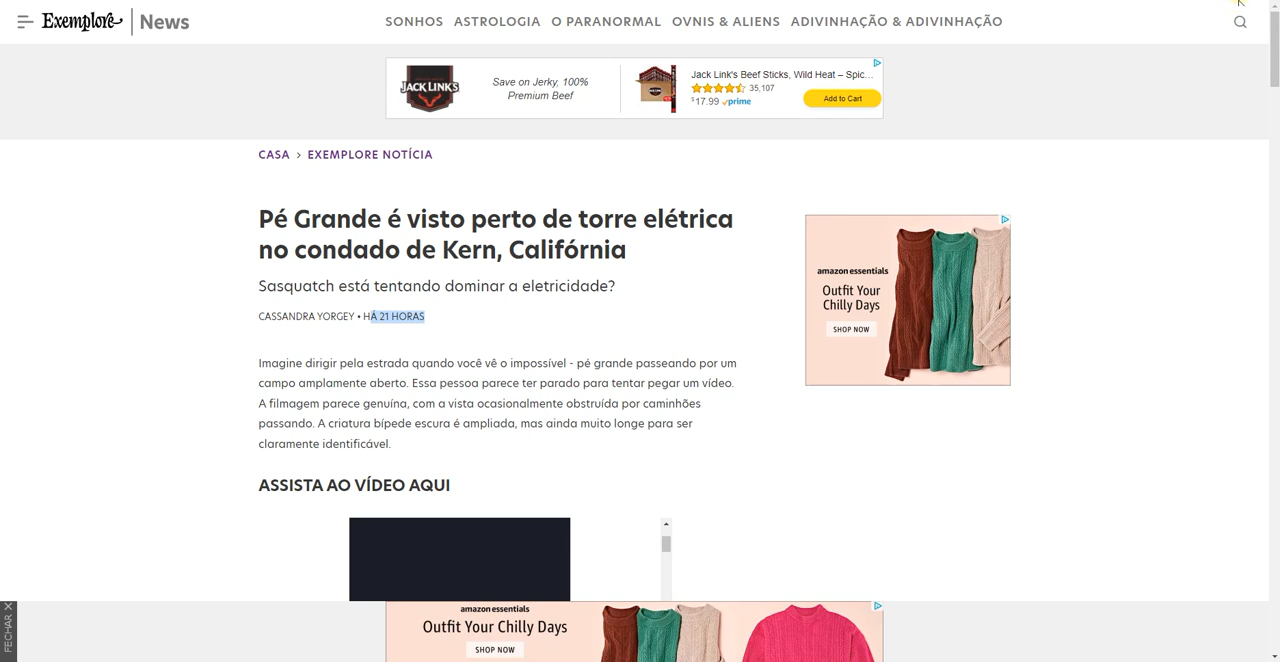 Exemplore News
SONHOS ASTROLOGIA O PARANORMAL OVNIS & ALIENS ADIVINHAÇÃO & ADIVINHAÇÃO
JACK LINK'S
Save on Jerky, 100%
Premium Beef
Jack Link's Beef Sticks, Wild Heat – Spic...
35,107
$17.99 prime
Add to Cart
CASA > EXEMPLORE NOTÍCIA
Pé Grande é visto perto de torre elétrica
no condado de Kern, Califórnia
Sasquatch está tentando dominar a eletricidade?
CASSANDRA YORGEY • HÁ 21 HORAS
Imagine dirigir pela estrada quando você vê o impossível - pé grande passeando por um
campo amplamente aberto. Essa pessoa parece ter parado para tentar pegar um vídeo.
A filmagem parece genuína, com a vista ocasionalmente obstruída por caminhões
passando. A criatura bípede escura é ampliada, mas ainda muito longe para ser
claramente identificável.
ASSISTA AO VÍDEO AQUI
amazon essentials
Outfit Your
Chilly Days
SHOP NOW
FECHAR
amazon essentials
Outfit Your Chilly Days
SHOP NOW